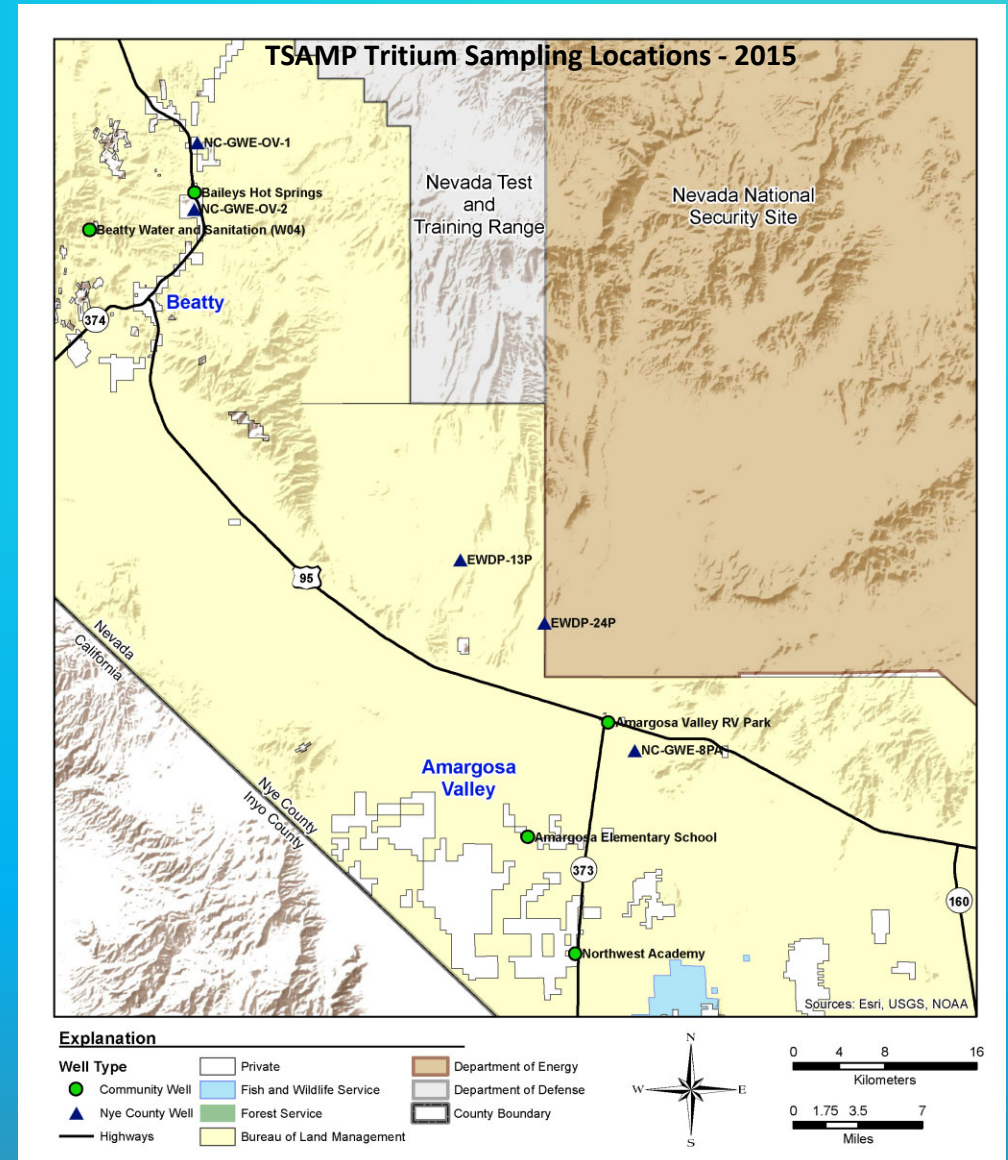 TSAMP Tritium Sampling Locations - 2015
NC-GWE-OV-1
Nevada Test
and
Training Range
Nevada National
Security Site
Baileys Hot Springs
NC-GWE-OV-2
Beatty Water and Sanitation (W04)
Beatty
374
EWDP-13P
95
EWDP-24P
Nevada
California
Amargosa Valley RV Park
NC-GWE-8PA
Amargosa
Valley
Nye County
Inyo County
Amargosa Elementary School
373
160
Northwest Academy
Sources: Esri, USGS, NOAA
Explanation
Well Type
Community Well
Nye County Well
Highways
Private
Fish and Wildlife Service
Forest Service
Bureau of Land Management
Department of Energy
Department of Defense
County Boundary
N
W E
S
0 4 8 16
Kilometers
0 1.75 3.5 7
Miles